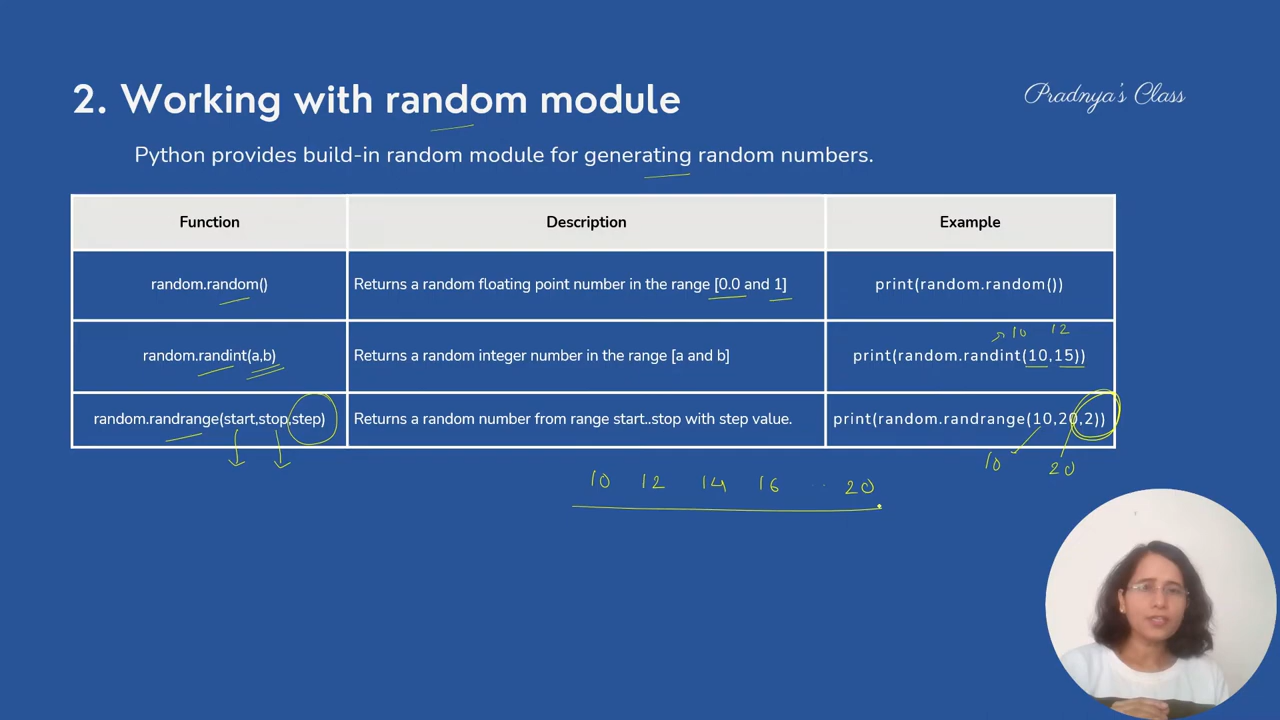 2. Working with random module
Pradnya's Class
Python provides build-in random module for generating random numbers.
Function Description Example
random.random() Returns a random floating point number in the range [0.0 and 1] print(random.random())
10 12
random.randint(a,b) Returns a random integer number in the range [a and b] print(random.randint(10,15))
random.randrange(start,stop,step) Returns a random number from range start..stop with step value. print(random.randrange(10,20,2))
10 20
10 12 14 16 .. 20